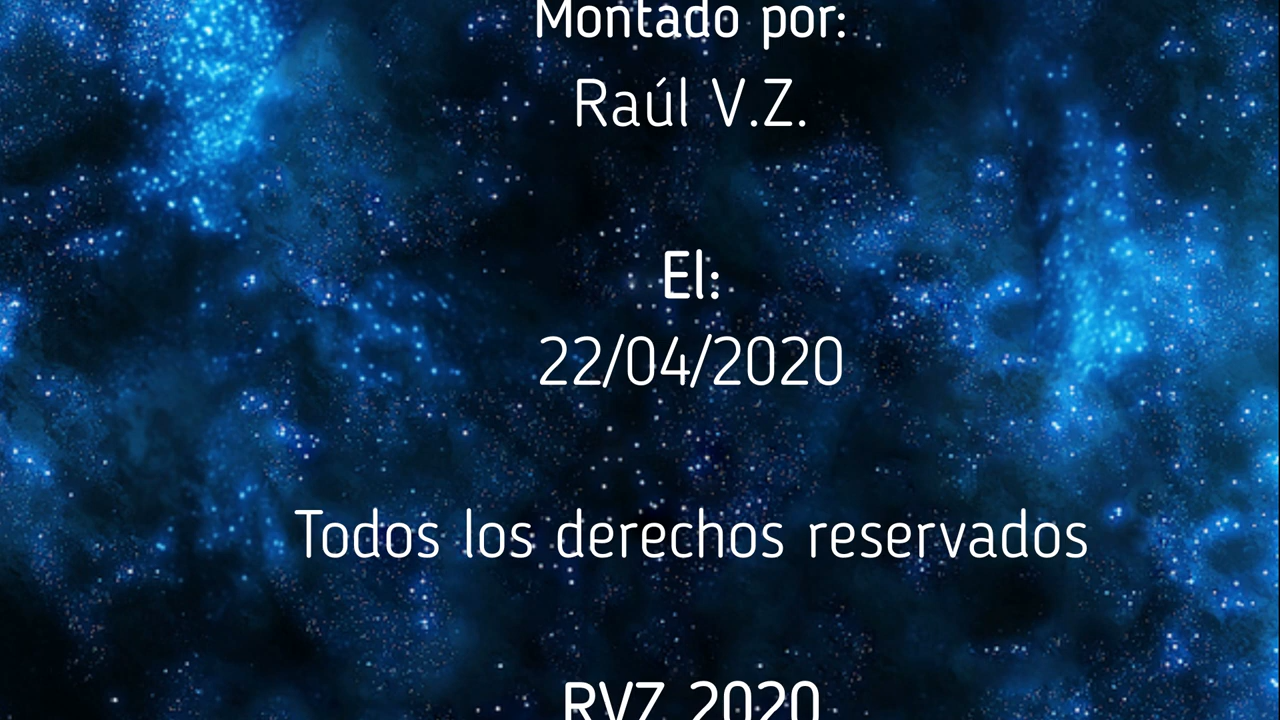 Montado por:
Raúl V.Z.
El:
22/04/2020
Todos los derechos reservados
RVZ 2020